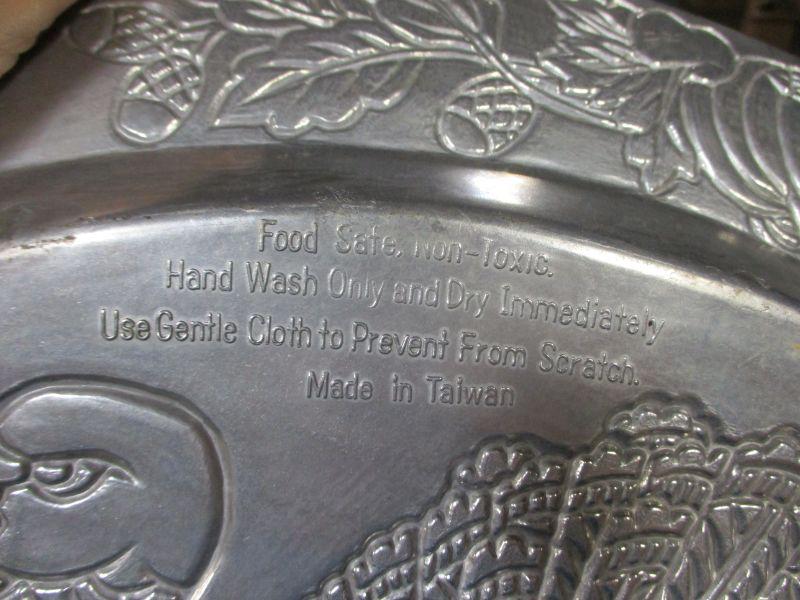 Food Safe. Non-Toxic.
Hand Wash Only and Dry Immediately
Use Gentle Cloth to Prevent From Scratch.
Made in Taiwan